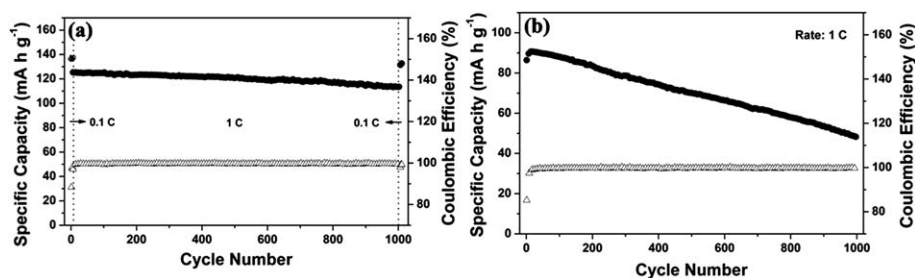 (a)
Specific Capacity (mA h g⁻¹)
160
140
120
100
80
60
40
20
0
0.1 C
1 C
0.1 C
160
140
120
100
80
Coulombic Efficiency (%)
0 200 400 600 800 1000
Cycle Number
(b)
Rate: 1 C
Specific Capacity (mA h g⁻¹)
100
80
60
40
20
0
160
140
120
100
80
Coulombic Efficiency (%)
0 200 400 600 800 1000
Cycle Number